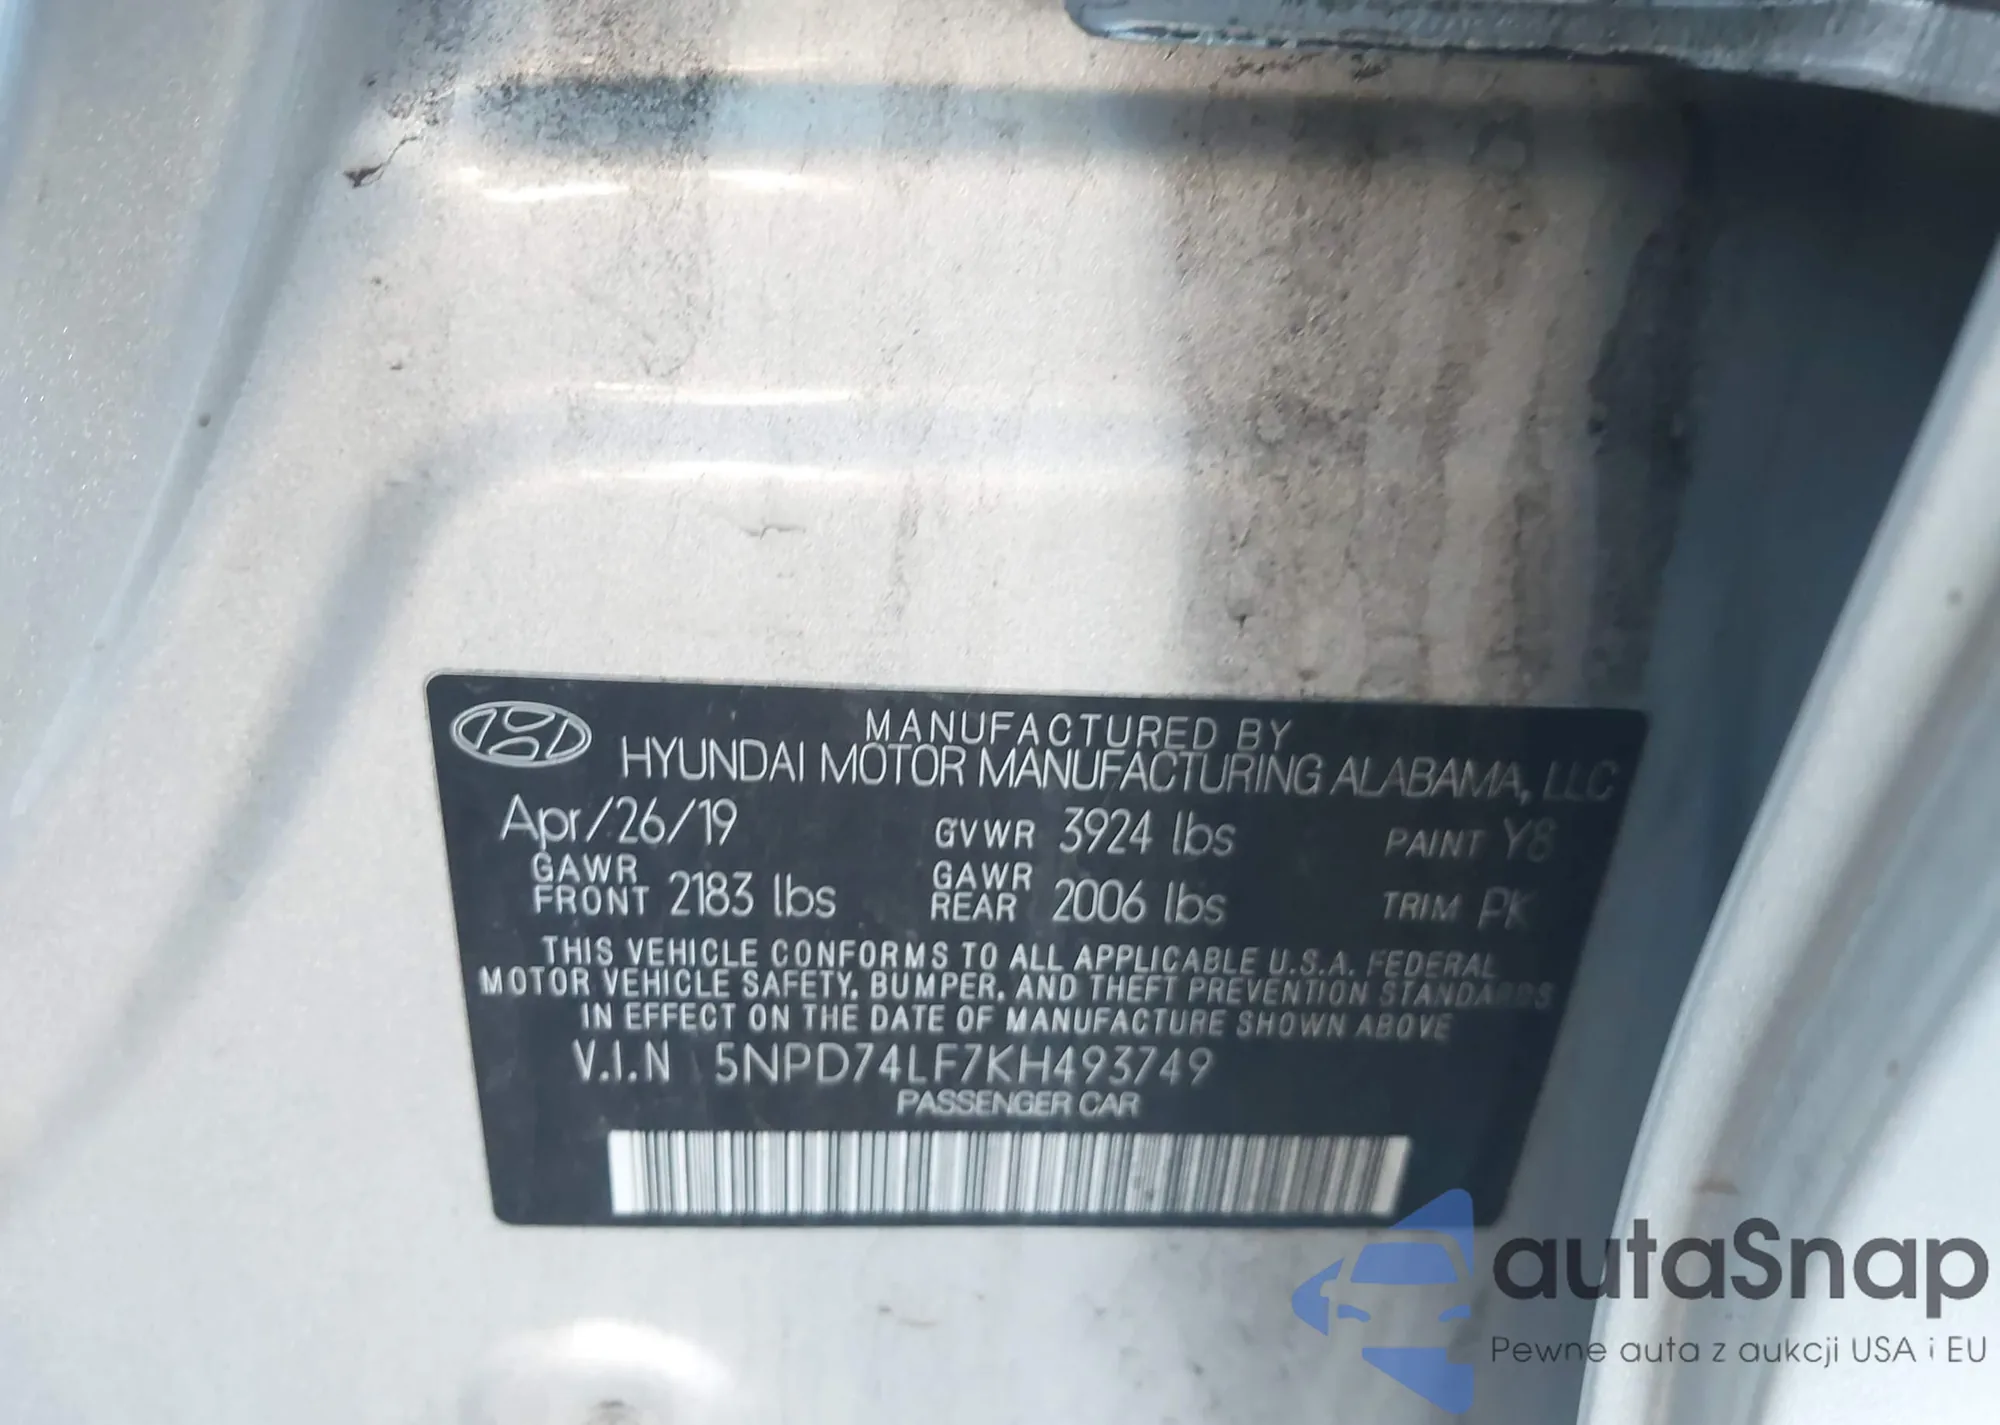 MANUFACTURED BY
HYUNDAI MOTOR MANUFACTURING ALABAMA, LLC
Apr/26/19 GVWR 3924 lbs PAINT Y8
GAWR FRONT 2183 lbs GAWR REAR 2006 lbs TRIM PK
THIS VEHICLE CONFORMS TO ALL APPLICABLE U.S.A. FEDERAL
MOTOR VEHICLE SAFETY, BUMPER, AND THEFT PREVENTION STANDARDS
IN EFFECT ON THE DATE OF MANUFACTURE SHOWN ABOVE
V.I.N 5NPD74LF7KH493749
PASSENGER CAR
autaSnap
Pewne auta z aukcji USA i EU